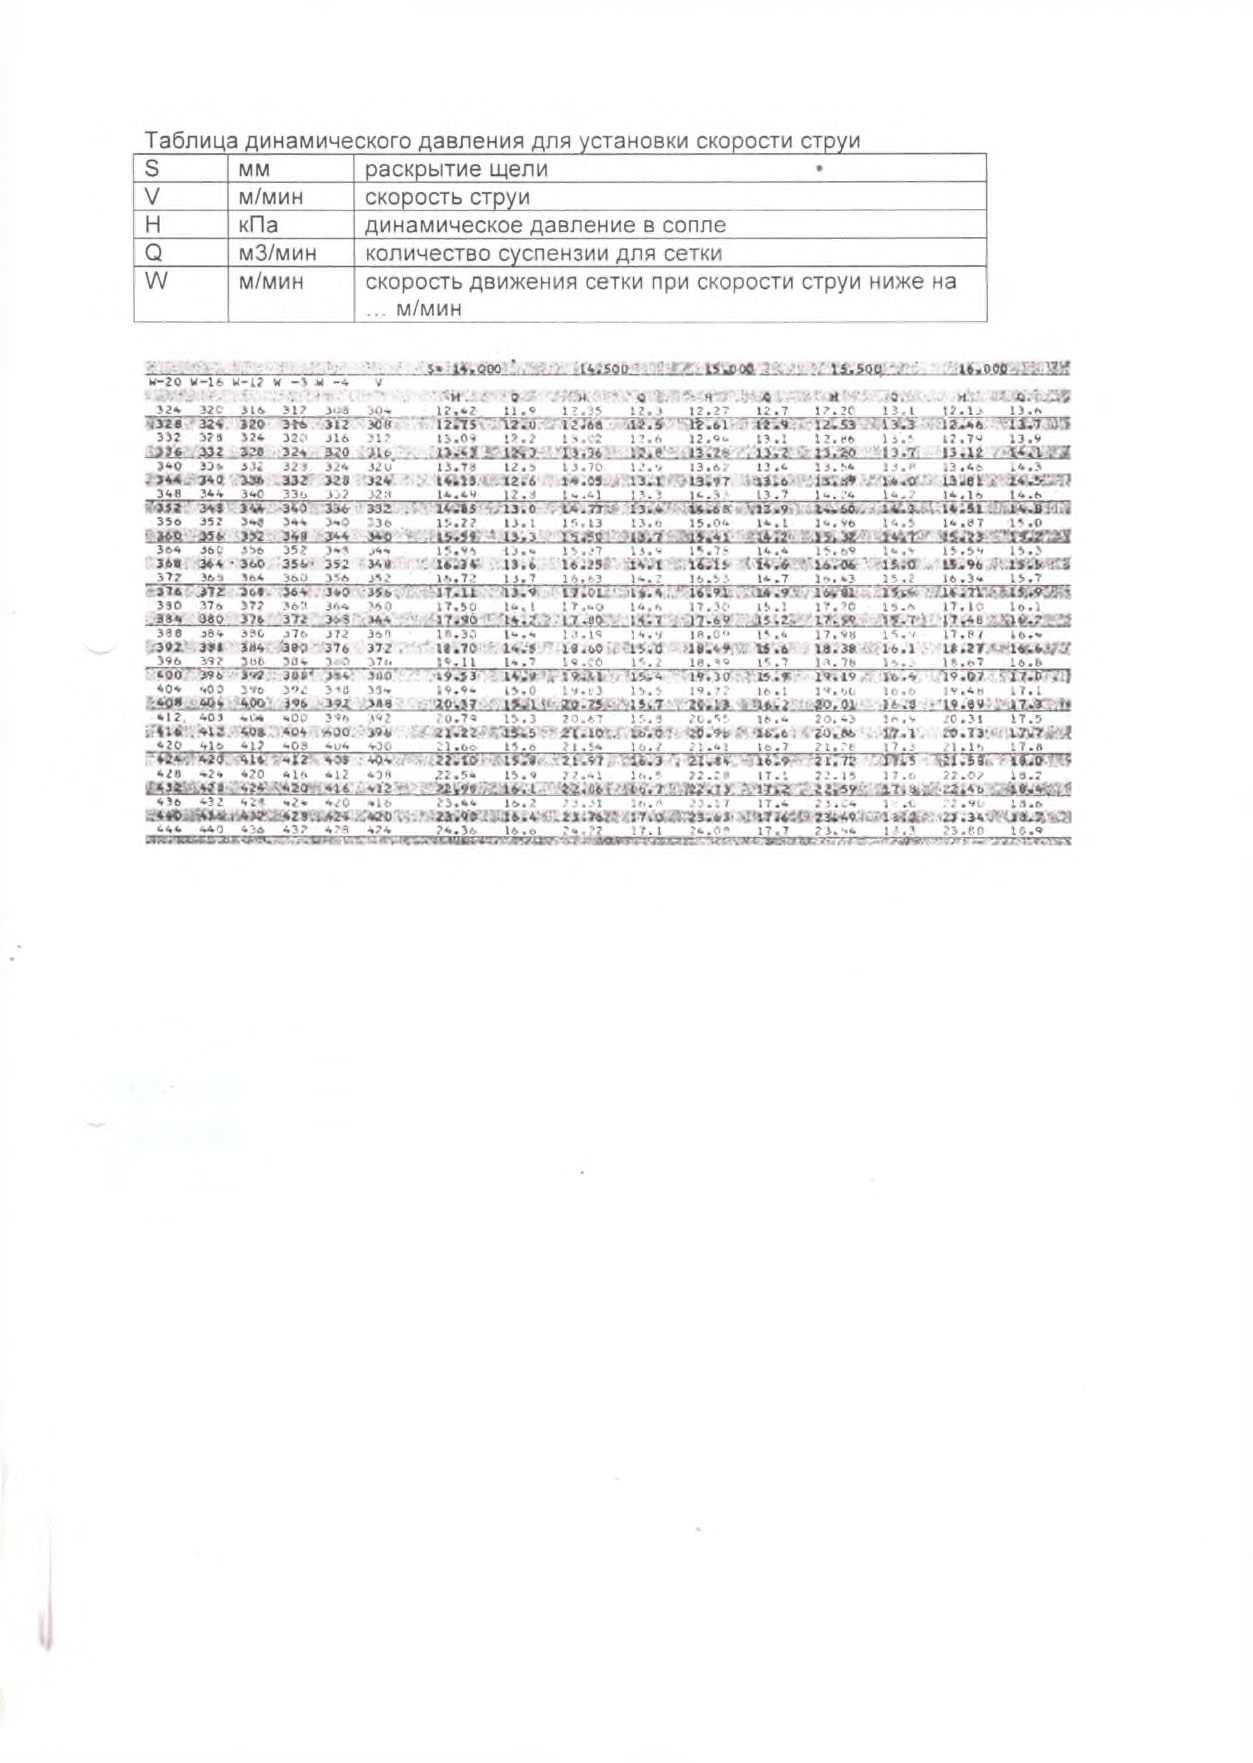 Таблица динамического давления для установки скорости струи
S мм раскрытие щели
V м/мин скорость струи
H кПа динамическое давление в сопле
Q м3/мин количество суспензии для сетки
W м/мин скорость движения сетки при скорости струи ниже на
... м/мин
S= 14.000 14.500 15.000 15.500 16.000
W-20 W-16 W-12 W W -4 V
H Q H Q H Q H Q H Q
324 320 316 312 308 304 12.42 11.9 12.35 12.3 12.27 12.7 12.20 13.1 12.13 13.6
328 324 320 316 312 308 12.75 12.0 12.68 12.5 12.61 12.9 12.53 13.3 12.46 13.7
332 328 324 320 316 312 13.09 12.2 13.02 12.6 12.94 13.1 12.86 12.79 13.9
336 332 328 324 320 316 13.43 13.36 12.8 13.28 13.2 13.20 13.7 13.12 14.1
340 336 332 328 324 320 13.78 12.5 13.70 12.9 13.62 13.4 13.54 13.8 13.46 14.3
344 340 336 332 328 324 14.13 12.6 14.05 13.1 13.97 13.6 13.89 14.0 13.81 14.5
348 344 340 336 332 328 14.49 12.8 14.41 13.3 13.7 14.2 14.16 14.6
352 348 344 340 336 332 14.85 13.0 14.77 13.4 14.68 13.9 14.60 14.51 14.8
356 352 348 344 340 336 15.22 13.1 15.13 13.6 15.04 14.1 14.96 14.5 14.87 15.0
360 356 352 348 344 340 15.59 13.3 15.50 13.7 15.41 14.2 15.32 14.7 15.23 15.2
364 360 356 352 348 344 15.96 13.4 15.87 13.9 15.78 14.4 15.69 15.59 15.3
368 364 360 356 352 348 16.34 13.6 16.25 14.1 16.15 14.6 16.06 15.0 15.96 15.5
372 368 364 360 356 352 16.72 13.7 16.63 14.2 16.53 14.7 16.43 15.2 16.34 15.7
376 372 368 364 360 356 17.11 13.9 17.01 14.4 16.91 14.9 16.81 15.4 16.71 15.9
380 376 372 368 364 360 17.50 14.1 17.40 14.6 17.30 15.1 17.20 15.6 17.10 16.1
384 380 376 372 368 364 17.90 14.2 17.80 14.7 17.69 15.2 17.59 15.7 17.48 16.2
388 384 380 376 372 368 18.30 14.4 18.19 14.9 18.09 15.4 17.98 15.9 17.87 16.4
392 388 384 380 376 372 18.70 14.5 18.60 15.0 18.49 15.6 18.38 16.1 18.27 16.6
396 392 388 384 380 376 19.11 14.7 19.00 15.2 18.89 15.7 18.78 18.67 16.8
400 396 392 388 384 380 19.53 14.8 19.41 15.4 19.30 15.9 19.19 16.4 19.07 17.0
404 400 396 392 388 384 19.94 15.0 19.83 15.5 19.72 16.1 19.60 16.6 19.48 17.1
408 404 400 396 392 388 20.37 15.1 20.25 15.7 20.13 16.2 20.01 16.8 19.89 17.3
412 408 404 400 396 392 20.79 15.3 20.67 15.8 20.55 16.4 20.43 16.9 20.31 17.5
416 412 408 404 400 396 21.22 15.5 21.10 16.0 20.98 16.6 20.86 17.1 20.73 17.7
420 416 412 408 404 400 21.66 15.6 21.54 16.2 21.41 16.7 21.28 17.3 21.15 17.8
424 420 416 412 408 404 22.10 15.8 21.97 16.3 21.84 16.9 21.72 17.5 21.58 18.0
428 424 420 416 412 408 22.54 15.9 22.41 16.5 22.28 17.1 22.15 17.6 22.02 18.2
432 428 424 420 416 412 22.99 16.1 22.86 16.7 22.73 17.2 22.59 17.8 22.46 18.4
436 432 428 424 420 416 23.44 16.2 23.31 16.8 23.17 17.4 23.04 22.90 18.6
440 436 432 428 424 420 23.90 16.4 23.76 17.0 23.63 17.6 23.49 23.34 18.7
444 440 436 432 428 424 24.36 16.6 24.22 17.1 24.08 17.7 23.94 18.3 23.80 18.9